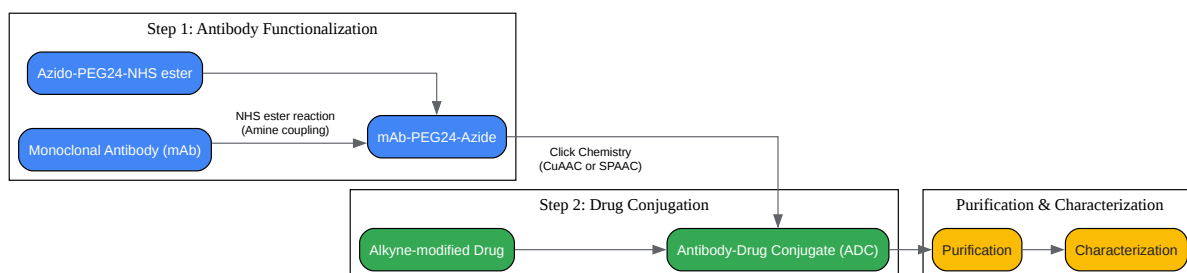 Step 1: Antibody Functionalization
Azido-PEG24-NHS ester
NHS ester reaction
(Amine coupling)
Monoclonal Antibody (mAb)
mAb-PEG24-Azide
Click Chemistry
(CuAAC or SPAAC)
Step 2: Drug Conjugation
Alkyne-modified Drug
Antibody-Drug Conjugate (ADC)
Purification & Characterization
Purification
Characterization